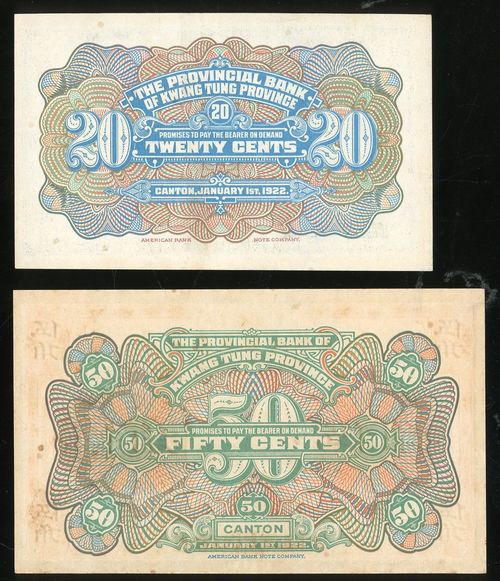 THE PROVINCIAL BANK
OF KWANG TUNG PROVINCE
20
PROMISES TO PAY THE BEARER ON DEMAND
20 TWENTY CENTS 20
CANTON, JANUARY 1ST, 1922.
AMERICAN BANK NOTE COMPANY.
THE PROVINCIAL BANK OF
KWANG TUNG PROVINCE
50 50
50
PROMISES TO PAY THE BEARER ON DEMAND
50 FIFTY CENTS 50
50
50 50
CANTON
JANUARY 1ST 1922.
AMERICAN BANK NOTE COMPANY.